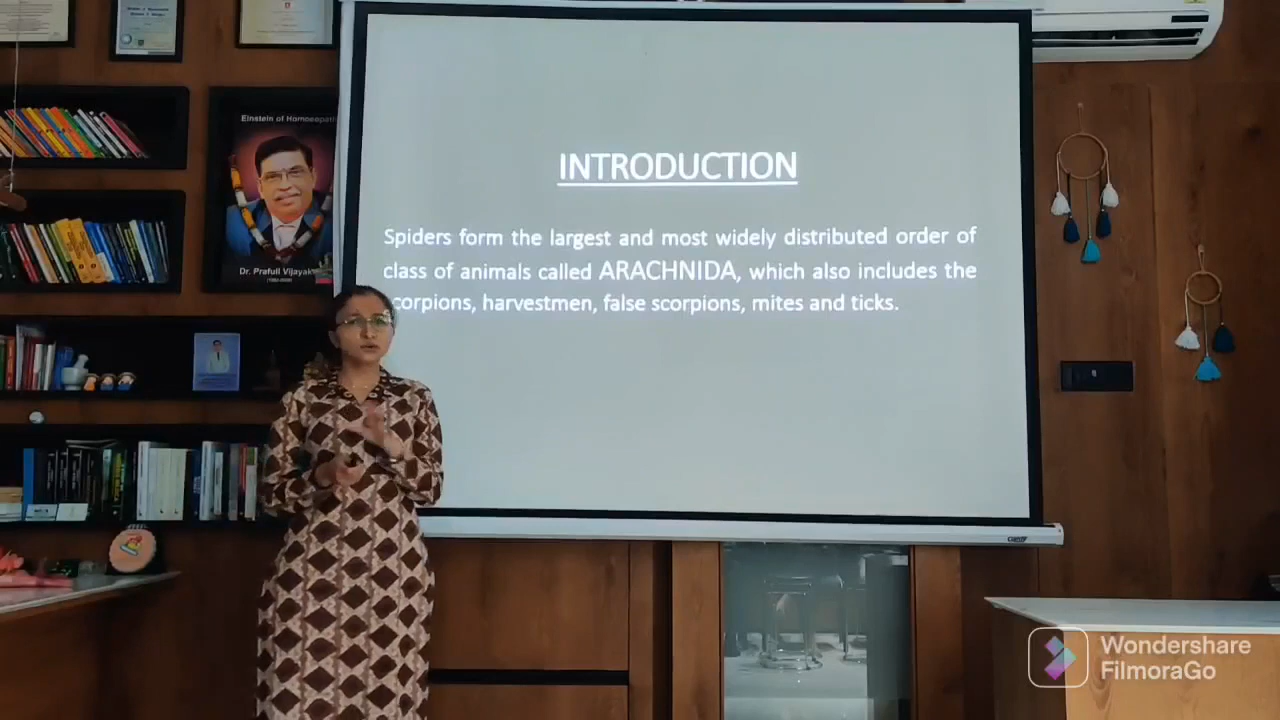 Einstein of Homoeopathy
Dr. Prafull Vijayak
INTRODUCTION
Spiders form the largest and most widely distributed order of
class of animals called ARACHNIDA, which also includes the
corpions, harvestmen, false scorpions, mites and ticks.
Wondershare
FilmoraGo